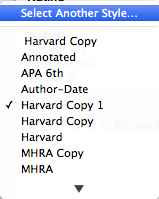 Select Another Style...
Harvard Copy
Annotated
APA 6th
Author-Date
✓ Harvard Copy 1
Harvard Copy
Harvard
MHRA Copy
MHRA